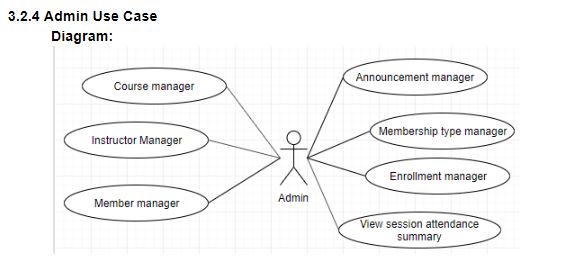 3.2.4 Admin Use Case
Diagram:
Course manager
Announcement manager
Instructor Manager
Membership type manager
Enrollment manager
Member manager
Admin
View session attendance
summary